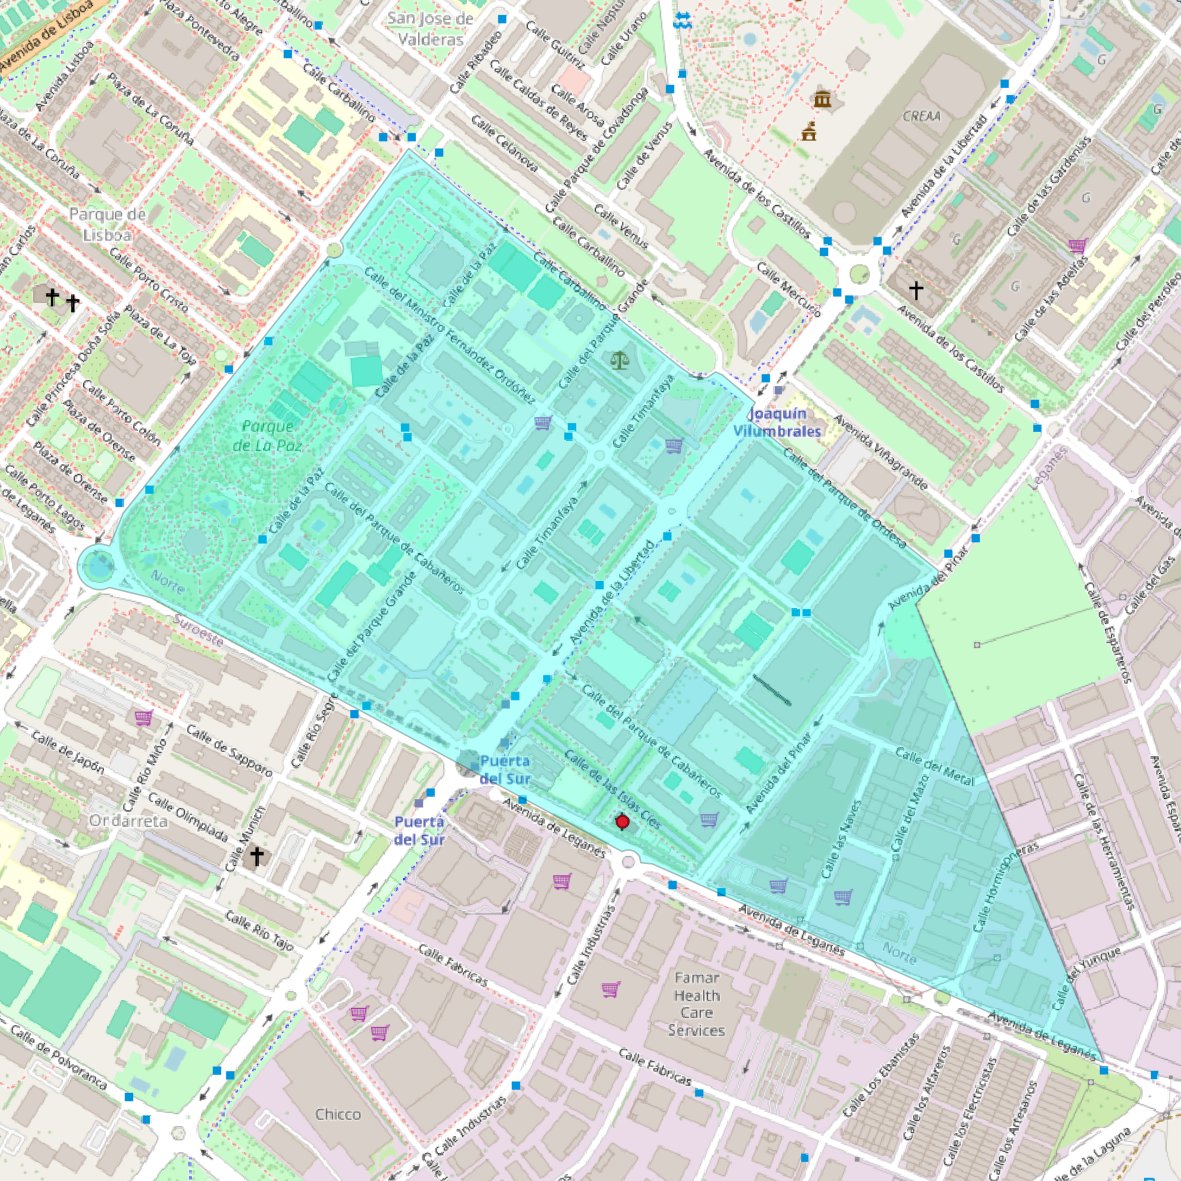 Avenida de Lisboa
Plaza Pontevedra
Calle Carballino
San Jose de
Valderas
Calle Ribadeo
Calle Guitiriz
Calle Urano
Avenida Lisboa
Plaza de La Coruña
Calle Carballino
Calle Caldas de Reyes
Calle Arosa
Calle Celanova
Calle Parque de Covadonga
Calle de Venus
CREAA
Avenida de la Libertad
Plaza de La Coruña
Avenida de los Castillos
Calle de las Gardenias
G
G
G
G
G
Parque de
Lisboa
Calle Venus
Calle Carballino
Calle Porto Cristo
Calle de la Paz
Calle Carballino
Calle Mercurio
Calle de las Adelfas
Calle del Petróleo
Calle del Ministro Fernández Ordóñez
Calle del Parque Grande
Avenida de los Castillos
Plaza de La Toja
Calle Princesa Doña Sofía
Calle de la Paz
Calle Timanfaya
Calle Porto Colón
Plaza de Orense
Plaza de Orense
Calle Porto Lagos
Parque
de La Paz
Joaquín
Vilumbrales
Avenida Viñagrande
Calle del Parque de Ordesa
Leganés
Calle de la Paz
Calle del Parque de Cabañeros
Calle Timanfaya
Avenida de la Libertad
Avenida del Pinar
Calle del Gas
Calle de Esparteros
Norte
Suroeste
Calle del Parque Grande
Calle Río Segre
Calle de Japón
Calle Río Miño
Calle de Sapporo
Calle Olimpiada
Ondarreta
Calle Munich
Calle Río Tajo
Puerta
del Sur
Puerta
del Sur
Calle del Parque de Cabañeros
Calle de las Islas Cíes
Avenida del Pinar
Calle del Metal
Calle las Naves
Calle del Mazo
Calle Hormigoneras
Calle de las Herramientas
Avenida de Leganés
Avenida de Leganés
Norte
Calle del Yunque
Avenida de Leganés
Calle Fábricas
Calle Industrias
Famar
Health
Care
Services
Calle Fábricas
Calle Los Ebanistas
Calle los Alfareros
Calle los Electricistas
Calle los Artesanos
Calle de Polvoranca
Chicco
Calle Industrias